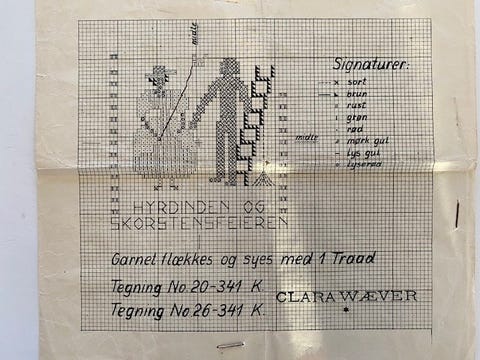 midte
Signaturer:
sort
brun
rust
grøn
rød
midte
mørk gul
lys gul
lyserød
HYRDINDEN OG
SKORSTENSFEIEREN
Garnet flækkes og syes med 1 Traad
Tegning No. 20-341 K
Tegning No 26-341 K.
CLARA WÆVER